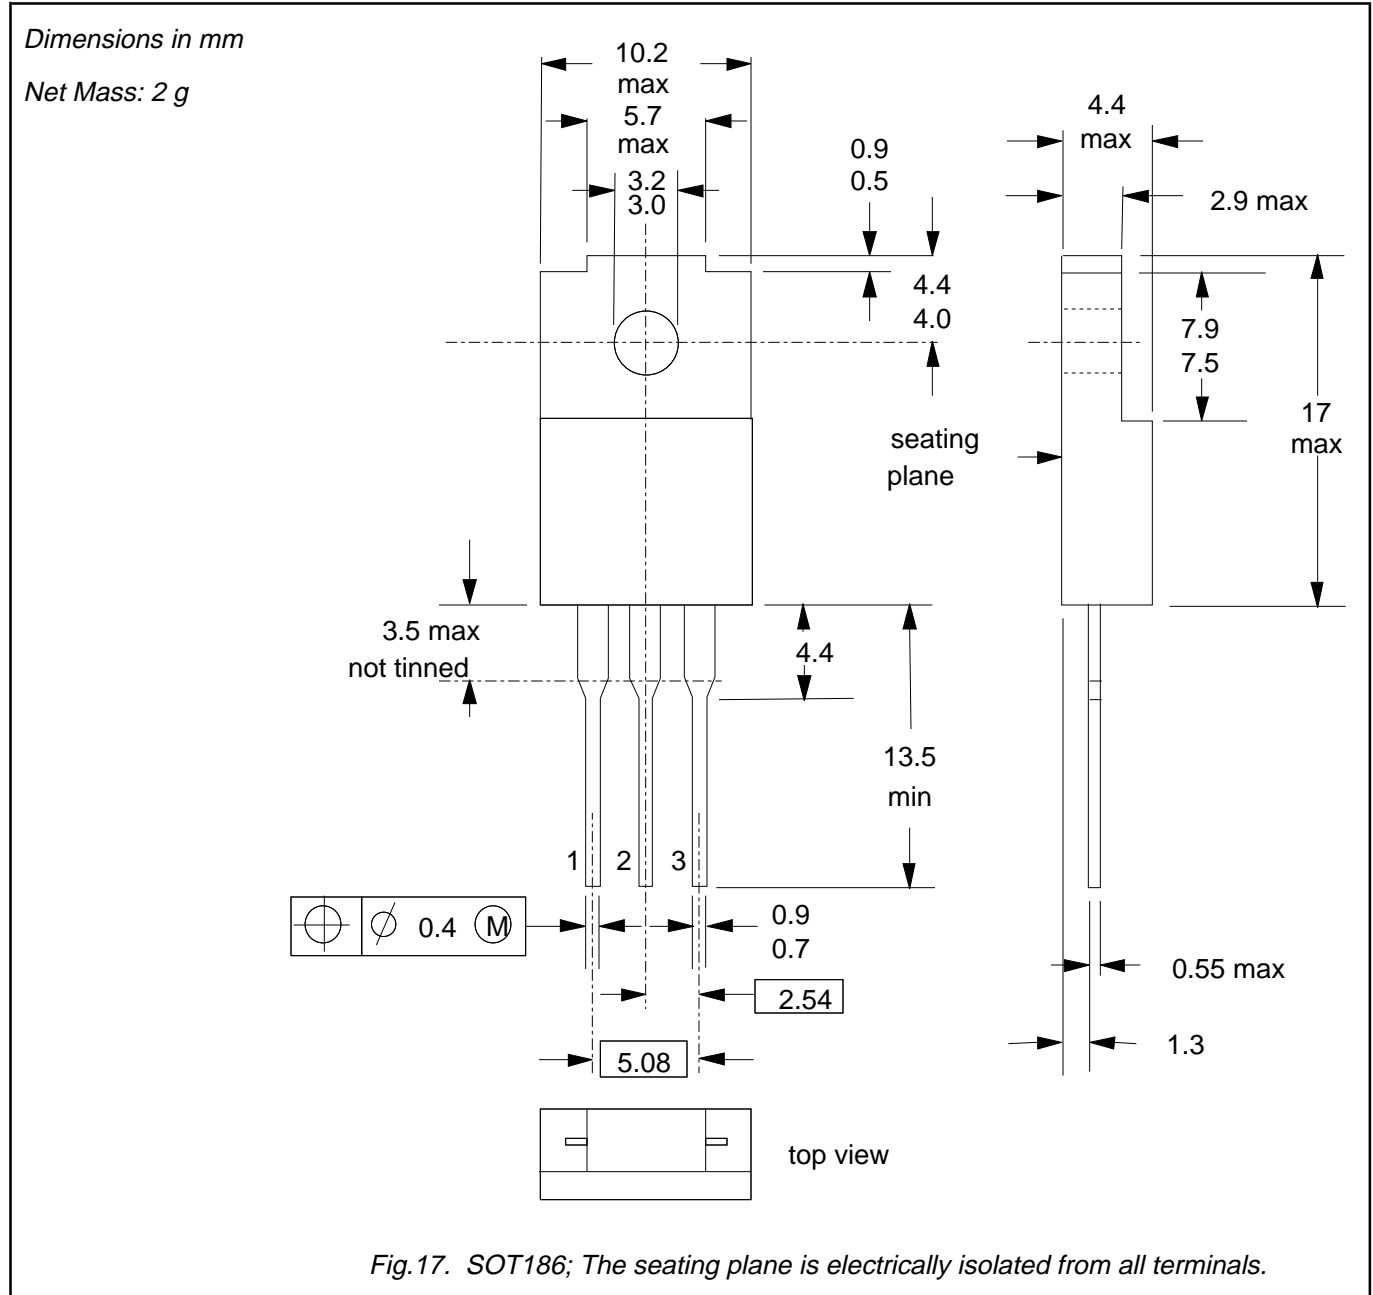 Dimensions in mm
Net Mass: 2 g
10.2
max
5.7
max
3.2
3.0
0.9
0.5
4.4
4.0
4.4
max
2.9 max
7.9
7.5
17
max
seating
plane
3.5 max
not tinned
4.4
13.5
min
1 2 3
0.4 M
0.9
0.7
2.54
5.08
0.55 max
1.3
top view
Fig.17. SOT186; The seating plane is electrically isolated from all terminals.